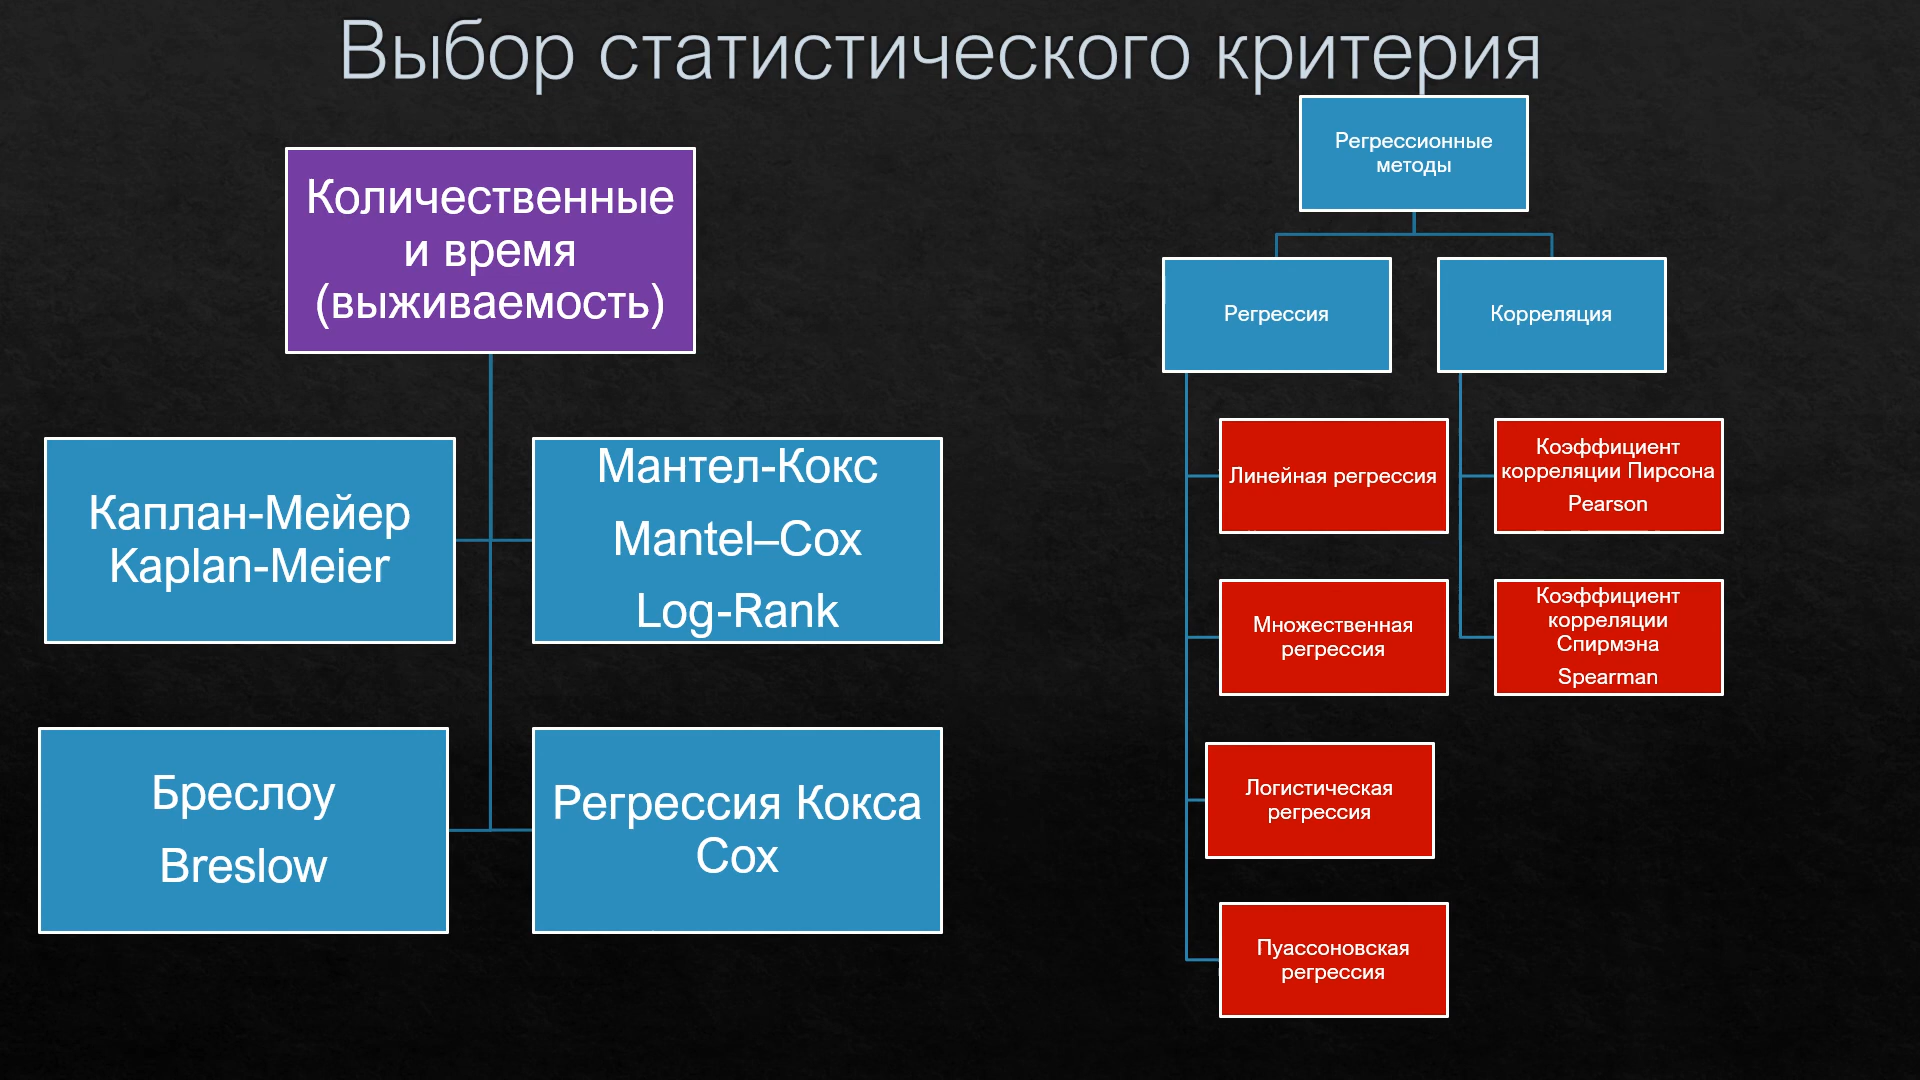 Выбор статистического критерия
Количественные
и время
(выживаемость)
Каплан-Мейер
Kaplan-Meier
Мантел-Кокс
Mantel–Cox
Log-Rank
Бреслоу
Breslow
Регрессия Кокса
Cox
Регрессионные
методы
Регрессия
Корреляция
Линейная регрессия
Множественная
регрессия
Логистическая
регрессия
Пуассоновская
регрессия
Коэффициент
корреляции Пирсона
Pearson
Коэффициент
корреляции
Спирмэна
Spearman